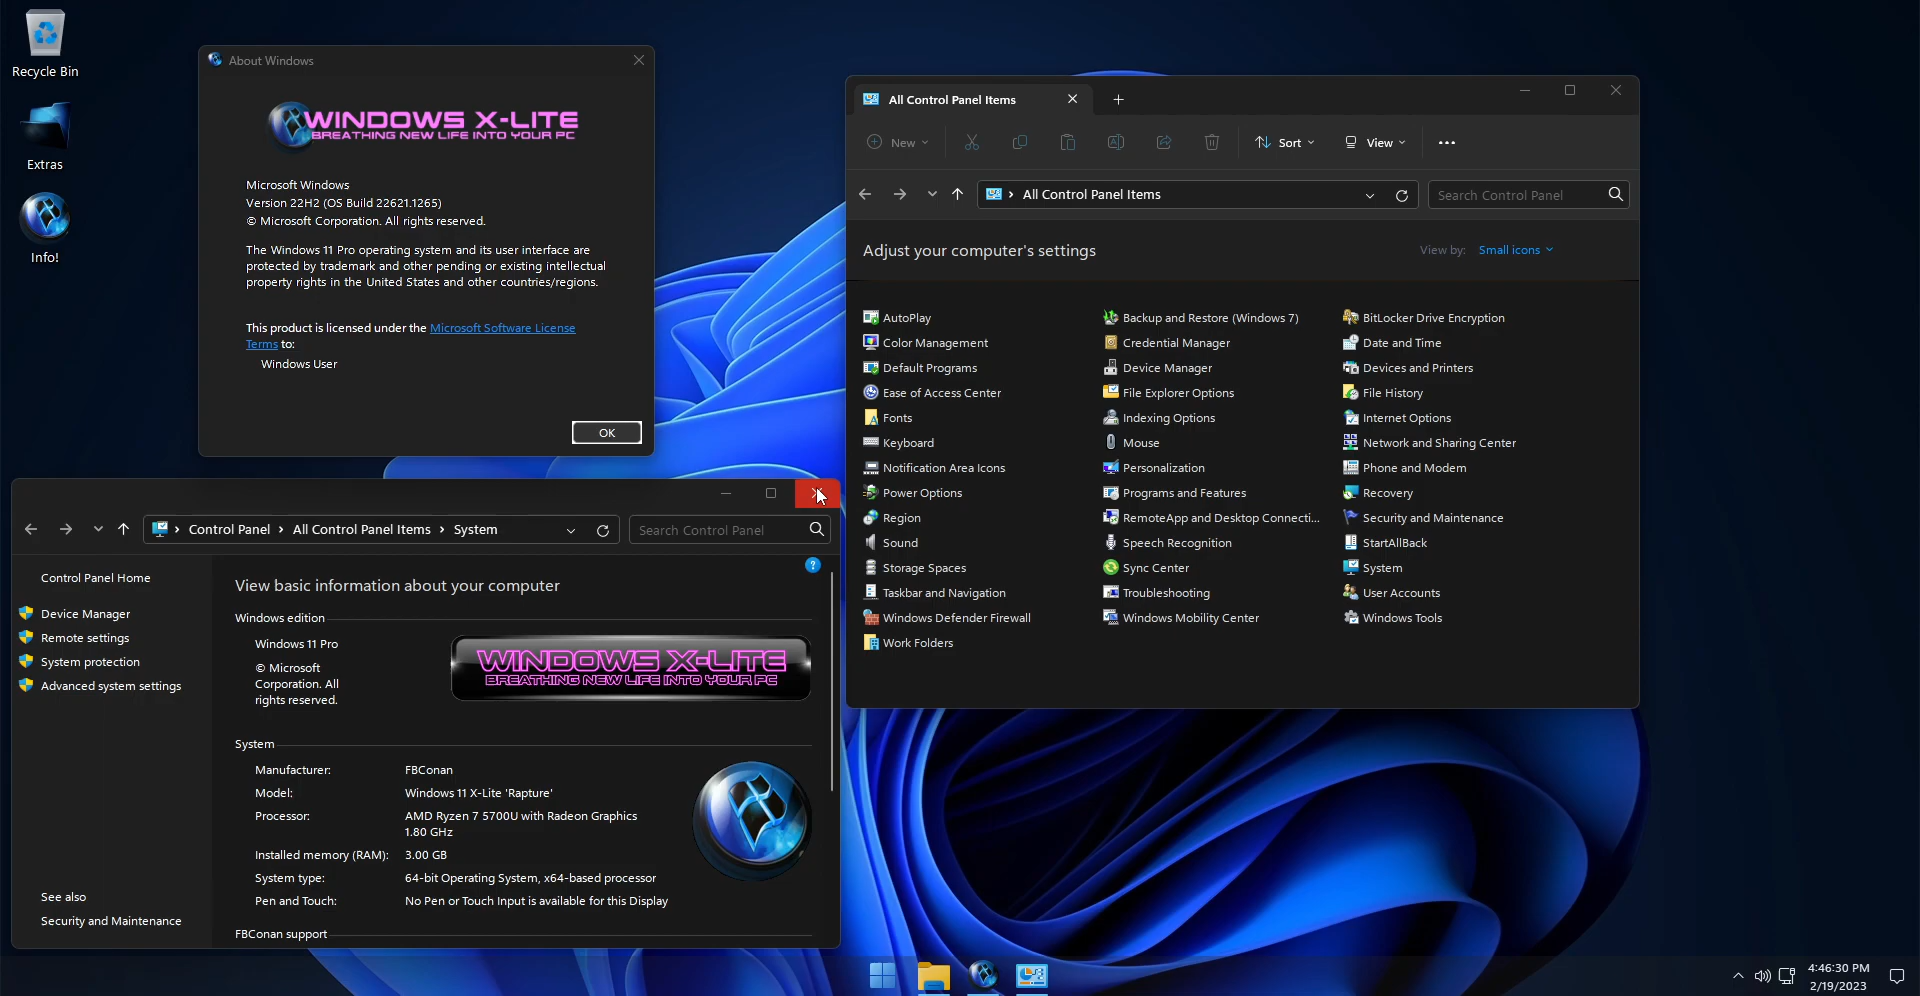 Recycle Bin
Extras
Info!
About Windows
WINDOWS X-LITE
BREATHING NEW LIFE INTO YOUR PC
Microsoft Windows
Version 22H2 (OS Build 22621.1265)
© Microsoft Corporation. All rights reserved.
The Windows 11 Pro operating system and its user interface are
protected by trademark and other pending or existing intellectual
property rights in the United States and other countries/regions.
This product is licensed under the Microsoft Software License
Terms to:
Windows User
OK
All Control Panel Items
New
Sort
View
All Control Panel Items
Search Control Panel
Adjust your computer's settings
View by: Small icons
AutoPlay
Color Management
Default Programs
Ease of Access Center
Fonts
Keyboard
Notification Area Icons
Power Options
Region
Sound
Storage Spaces
Taskbar and Navigation
Windows Defender Firewall
Work Folders
Backup and Restore (Windows 7)
Credential Manager
Device Manager
File Explorer Options
Indexing Options
Mouse
Personalization
Programs and Features
RemoteApp and Desktop Connecti...
Speech Recognition
Sync Center
Troubleshooting
Windows Mobility Center
BitLocker Drive Encryption
Date and Time
Devices and Printers
File History
Internet Options
Network and Sharing Center
Phone and Modem
Recovery
Security and Maintenance
StartAllBack
System
User Accounts
Windows Tools
Control Panel > All Control Panel Items > System
Search Control Panel
Control Panel Home
Device Manager
Remote settings
System protection
Advanced system settings
See also
Security and Maintenance
View basic information about your computer
Windows edition
Windows 11 Pro
© Microsoft
Corporation. All
rights reserved.
WINDOWS X-LITE
BREATHING NEW LIFE INTO YOUR PC
System
Manufacturer: FBConan
Model: Windows 11 X-Lite 'Rapture'
Processor: AMD Ryzen 7 5700U with Radeon Graphics
1.80 GHz
Installed memory (RAM): 3.00 GB
System type: 64-bit Operating System, x64-based processor
Pen and Touch: No Pen or Touch Input is available for this Display
FBConan support
4:46:30 PM
2/19/2023